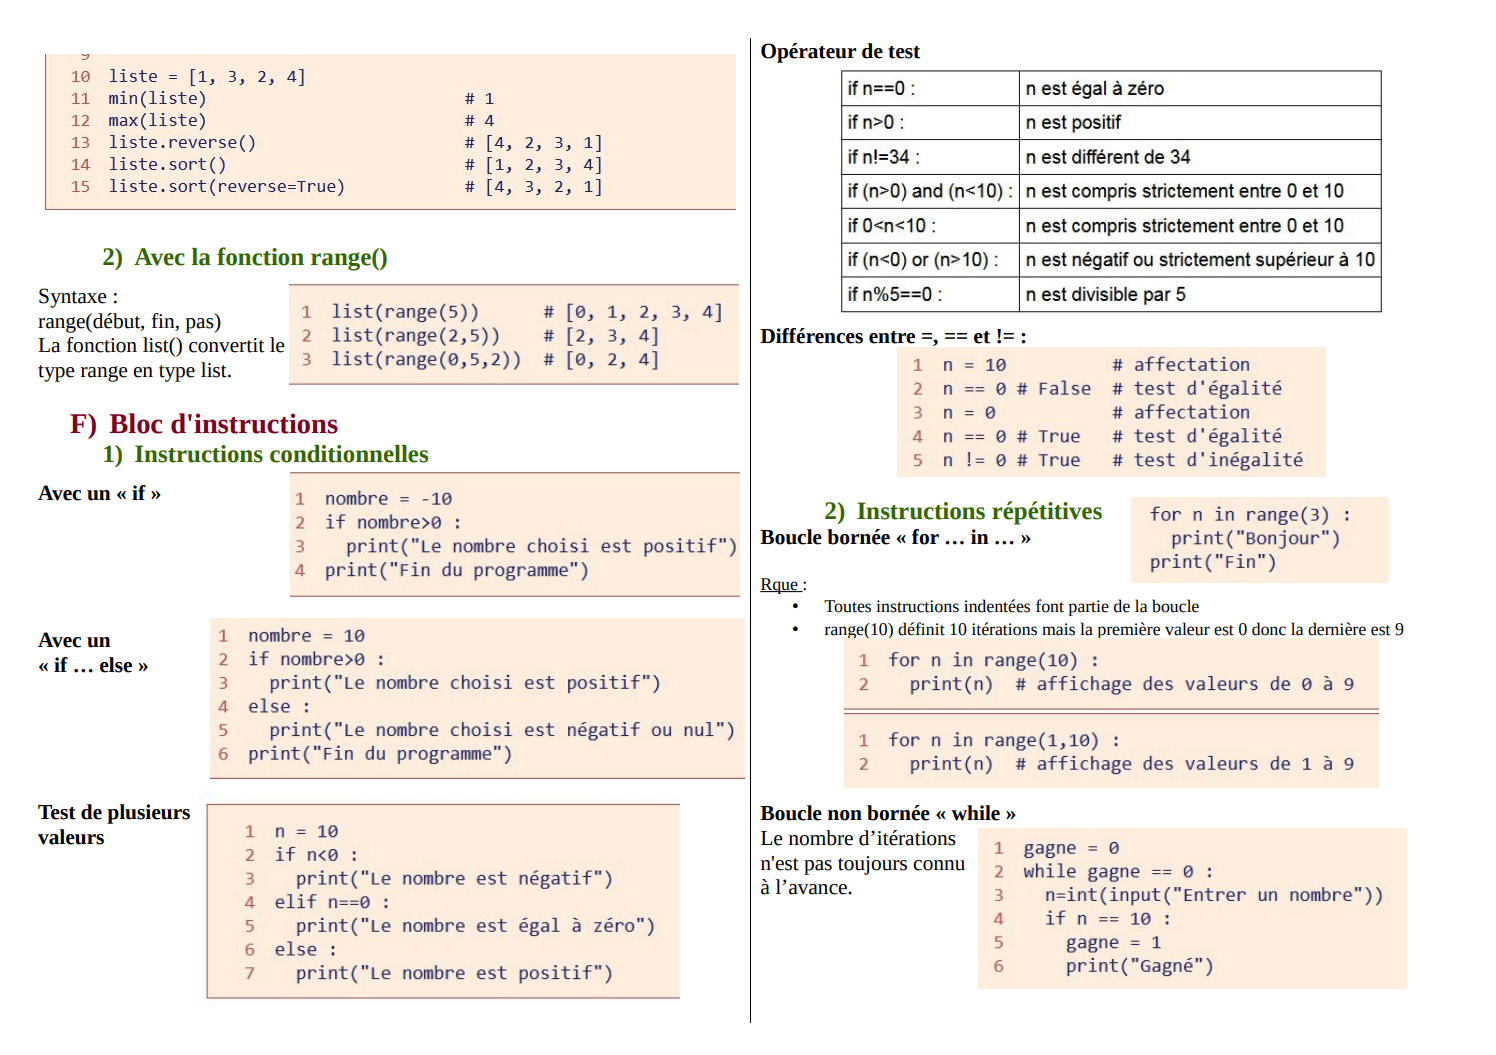 9
10 liste = [1, 3, 2, 4]
11 min(liste) # 1
12 max(liste) # 4
13 liste.reverse() # [4, 2, 3, 1]
14 liste.sort() # [1, 2, 3, 4]
15 liste.sort(reverse=True) # [4, 3, 2, 1]
2) Avec la fonction range()
Syntaxe :
range(début, fin, pas)
La fonction list() convertit le
type range en type list.
1 list(range(5)) # [0, 1, 2, 3, 4]
2 list(range(2,5)) # [2, 3, 4]
3 list(range(0,5,2)) # [0, 2, 4]
F) Bloc d'instructions
1) Instructions conditionnelles
Avec un « if »
1 nombre = -10
2 if nombre>0 :
3 print("Le nombre choisi est positif")
4 print("Fin du programme")
Avec un
« if … else »
1 nombre = 10
2 if nombre>0 :
3 print("Le nombre choisi est positif")
4 else :
5 print("Le nombre choisi est négatif ou nul")
6 print("Fin du programme")
Test de plusieurs
valeurs
1 n = 10
2 if n<0 :
3 print("Le nombre est négatif")
4 elif n==0 :
5 print("Le nombre est égal à zéro")
6 else :
7 print("Le nombre est positif")
Opérateur de test
if n==0 : n est égal à zéro
if n>0 : n est positif
if n!=34 : n est différent de 34
if (n>0) and (n<10) : n est compris strictement entre 0 et 10
if 0<n<10 : n est compris strictement entre 0 et 10
if (n<0) or (n>10) : n est négatif ou strictement supérieur à 10
if n%5==0 : n est divisible par 5
Différences entre =, == et != :
1 n = 10 # affectation
2 n == 0 # False # test d'égalité
3 n = 0 # affectation
4 n == 0 # True # test d'égalité
5 n != 0 # True # test d'inégalité
2) Instructions répétitives
Boucle bornée « for … in … »
for n in range(3) :
print("Bonjour")
print("Fin")
Rque :
• Toutes instructions indentées font partie de la boucle
• range(10) définit 10 itérations mais la première valeur est 0 donc la dernière est 9
1 for n in range(10) :
2 print(n) # affichage des valeurs de 0 à 9
1 for n in range(1,10) :
2 print(n) # affichage des valeurs de 1 à 9
Boucle non bornée « while »
Le nombre d’itérations
n'est pas toujours connu
à l’avance.
1 gagne = 0
2 while gagne == 0 :
3 n=int(input("Entrer un nombre"))
4 if n == 10 :
5 gagne = 1
6 print("Gagné")